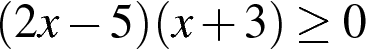 (2x − 5)(x + 3) ≥ 0